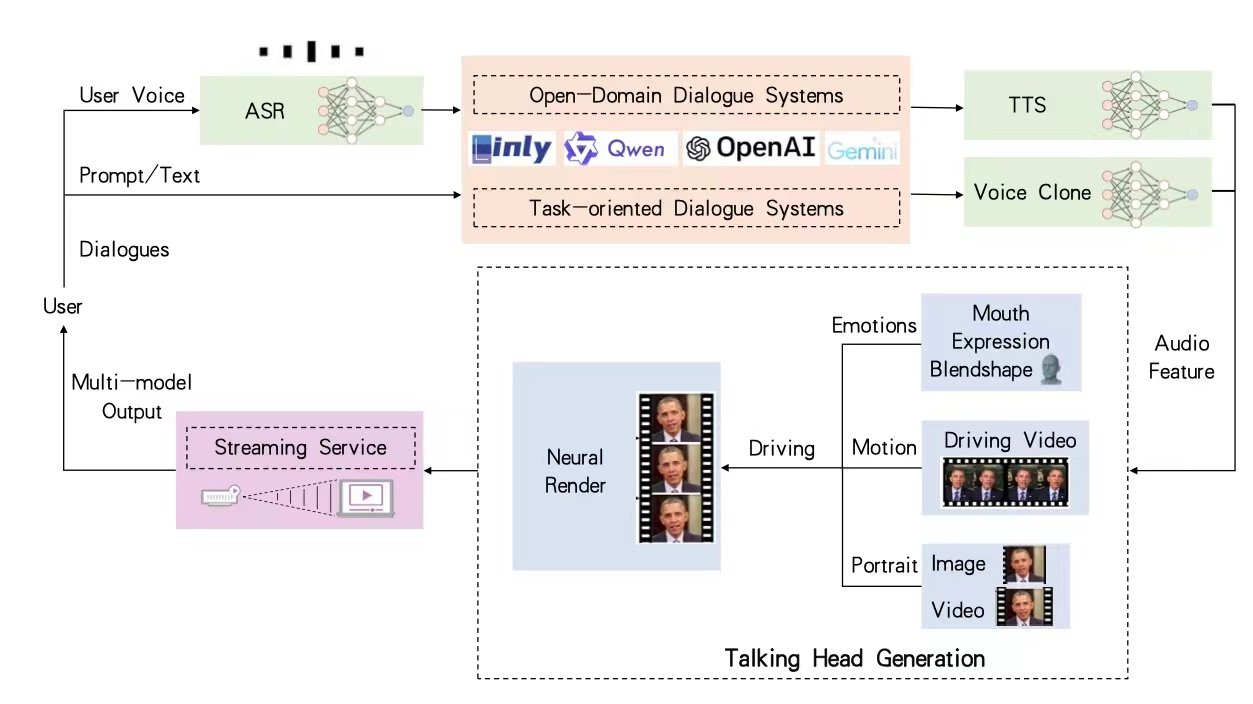 User Voice
ASR
Open-Domain Dialogue Systems
TTS
Linly
Qwen
OpenAI
Gemini
Prompt/Text
Task-oriented Dialogue Systems
Voice Clone
Dialogues
User
Multi-model
Output
Streaming Service
Neural
Render
Driving
Emotions
Mouth
Expression
Blendshape
Motion
Driving Video
Portrait
Image
Video
Audio
Feature
Talking Head Generation